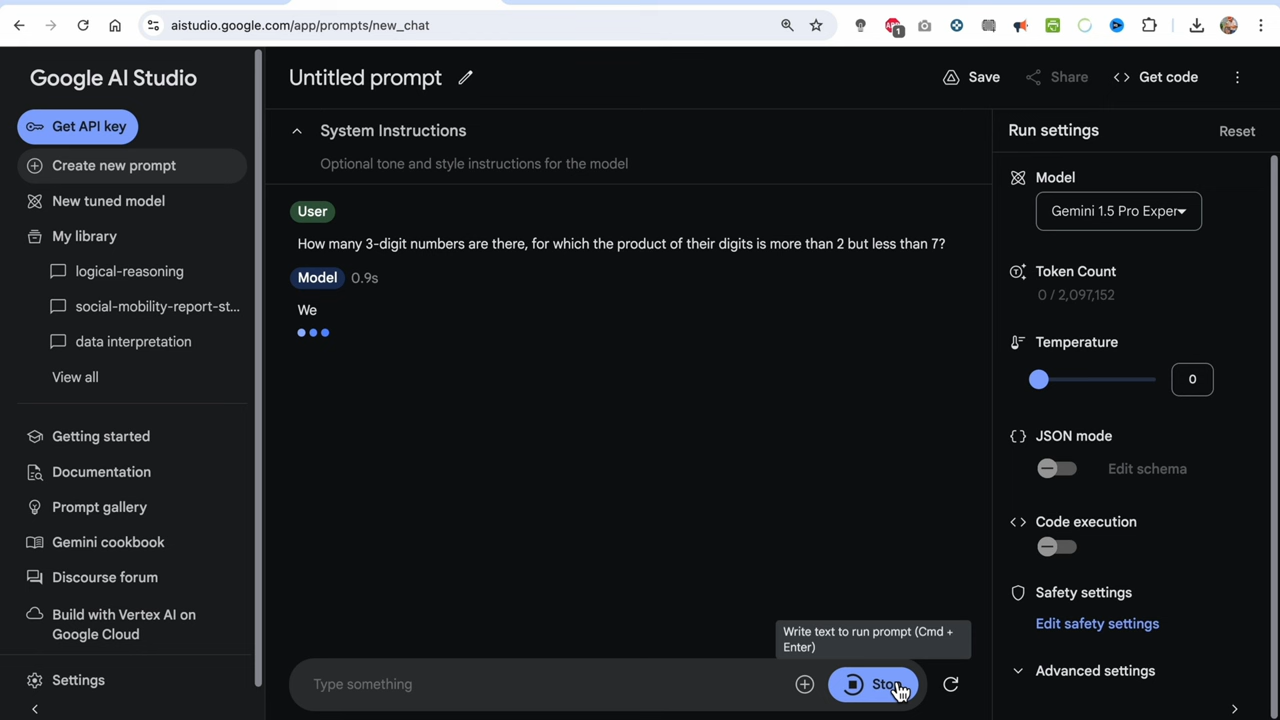 aistudio.google.com/app/prompts/new_chat
1
Google AI Studio
Get API key
Create new prompt
New tuned model
My library
logical-reasoning
social-mobility-report-st...
data interpretation
View all
Getting started
Documentation
Prompt gallery
Gemini cookbook
Discourse forum
Build with Vertex AI on
Google Cloud
Settings
Untitled prompt
Save
Share
Get code
System Instructions
Optional tone and style instructions for the model
User
How many 3-digit numbers are there, for which the product of their digits is more than 2 but less than 7?
Model 0.9s
We
Write text to run prompt (Cmd +
Enter)
Type something
Stop
Run settings
Reset
Model
Gemini 1.5 Pro Exper
Token Count
0 / 2,097,152
Temperature
0
JSON mode
Edit schema
Code execution
Safety settings
Edit safety settings
Advanced settings